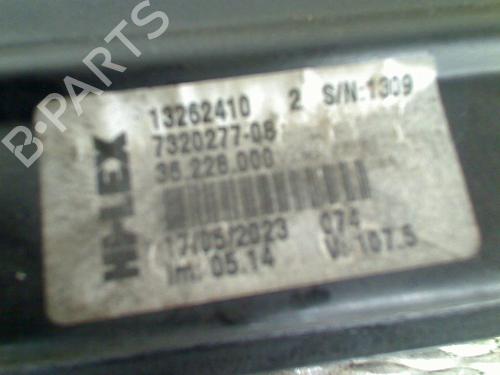 B-PARTS
HI-LEX
13262410 2 S/N:1309
7320277-08
36.226.000
17/05/2023 074
Im: 05.14 V: 107.5